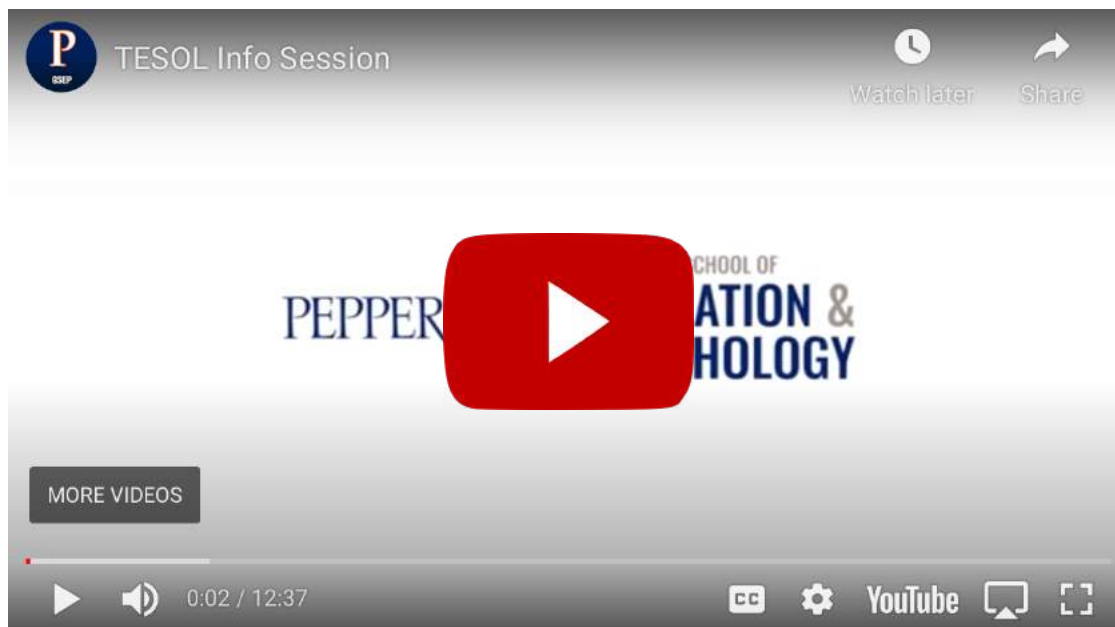 P
GSEP
TESOL Info Session
Watch later
Share
PEPPER
CHOOL OF
ATION &
HOLOGY
MORE VIDEOS
0:02 / 12:37
CC
YouTube